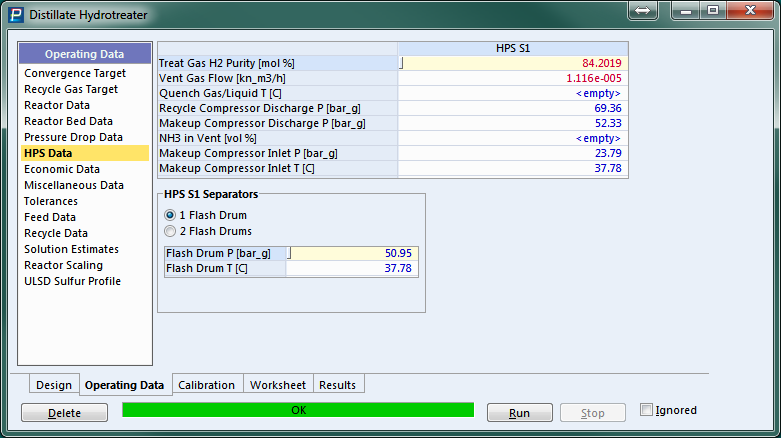 Distillate Hydrotreater
Operating Data
Convergence Target
Recycle Gas Target
Reactor Data
Reactor Bed Data
Pressure Drop Data
HPS Data
Economic Data
Miscellaneous Data
Tolerances
Feed Data
Recycle Data
Solution Estimates
Reactor Scaling
ULSD Sulfur Profile
HPS S1
Treat Gas H2 Purity [mol %] 84.2019
Vent Gas Flow [kn_m3/h] 1.116e-005
Quench Gas/Liquid T [C] <empty>
Recycle Compressor Discharge P [bar_g] 69.36
Makeup Compressor Discharge P [bar_g] 52.33
NH3 in Vent [vol %] <empty>
Makeup Compressor Inlet P [bar_g] 23.79
Makeup Compressor Inlet T [C] 37.78
HPS S1 Separators
1 Flash Drum
2 Flash Drums
Flash Drum P [bar_g] 50.95
Flash Drum T [C] 37.78
Design Operating Data Calibration Worksheet Results
Delete OK Run Stop Ignored